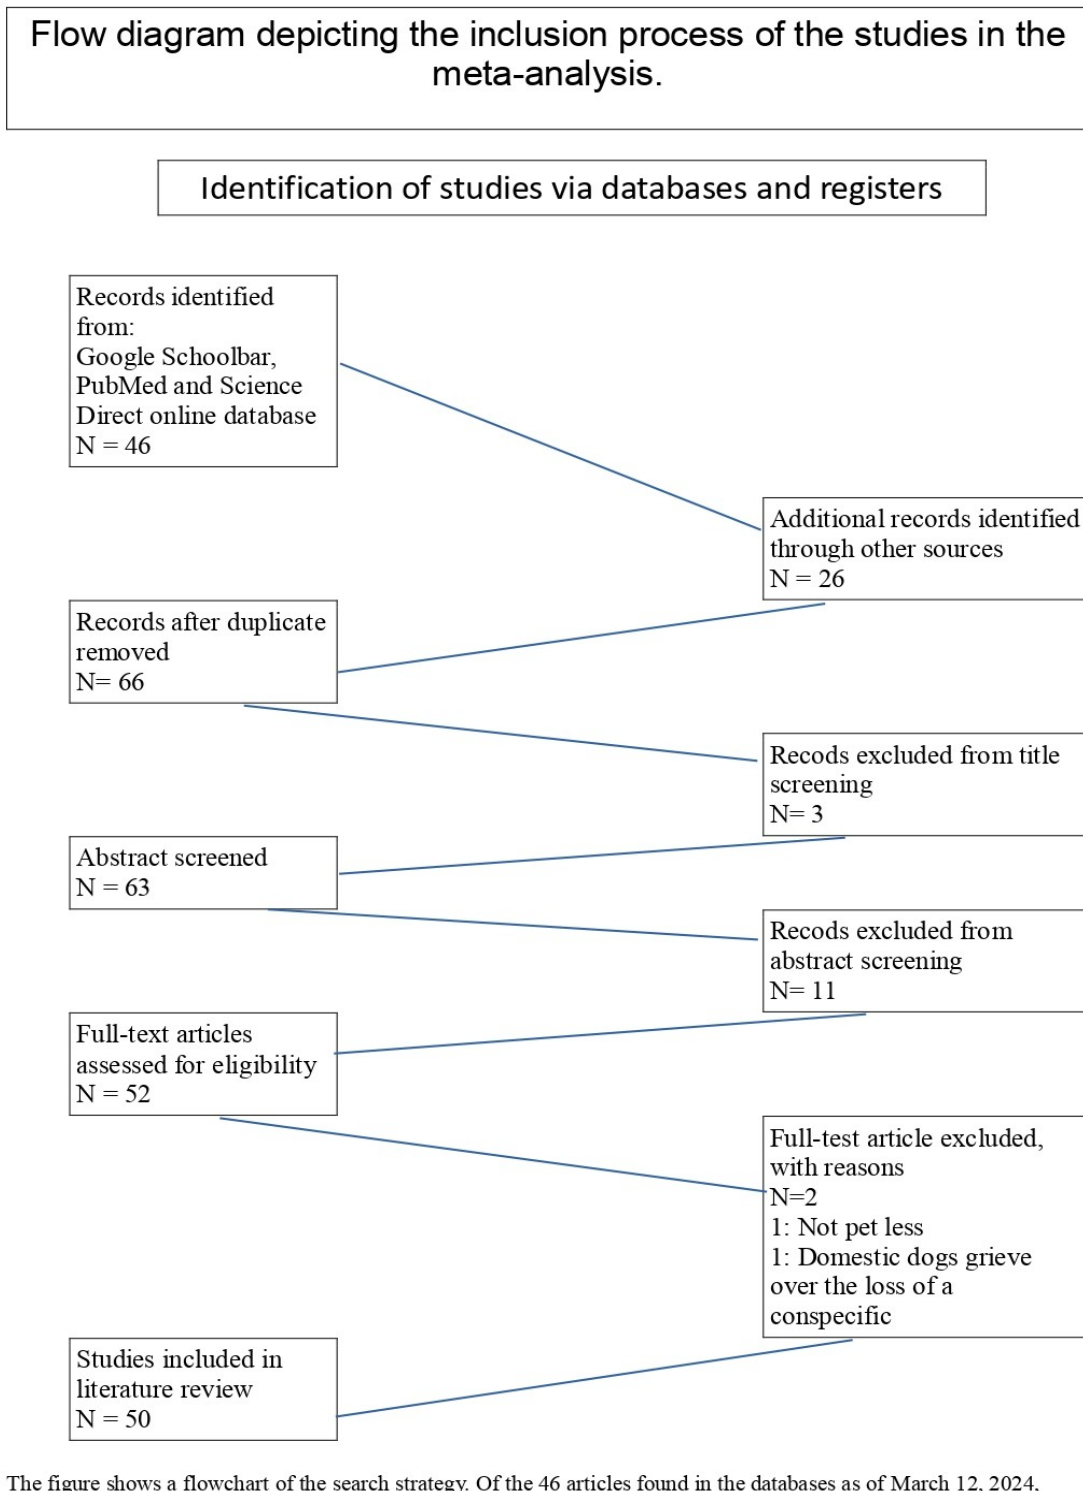 Flow diagram depicting the inclusion process of the studies in the
meta-analysis.
Identification of studies via databases and registers
Records identified
from:
Google Schoolbar,
PubMed and Science
Direct online database
N = 46
Additional records identified
through other sources
N = 26
Records after duplicate
removed
N= 66
Recods excluded from title
screening
N= 3
Abstract screened
N = 63
Recods excluded from
abstract screening
N= 11
Full-text articles
assessed for eligibility
N = 52
Full-test article excluded,
with reasons
N=2
1: Not pet less
1: Domestic dogs grieve
over the loss of a
conspecific
Studies included in
literature review
N = 50
The figure shows a flowchart of the search strategy. Of the 46 articles found in the databases as of March 12, 2024,